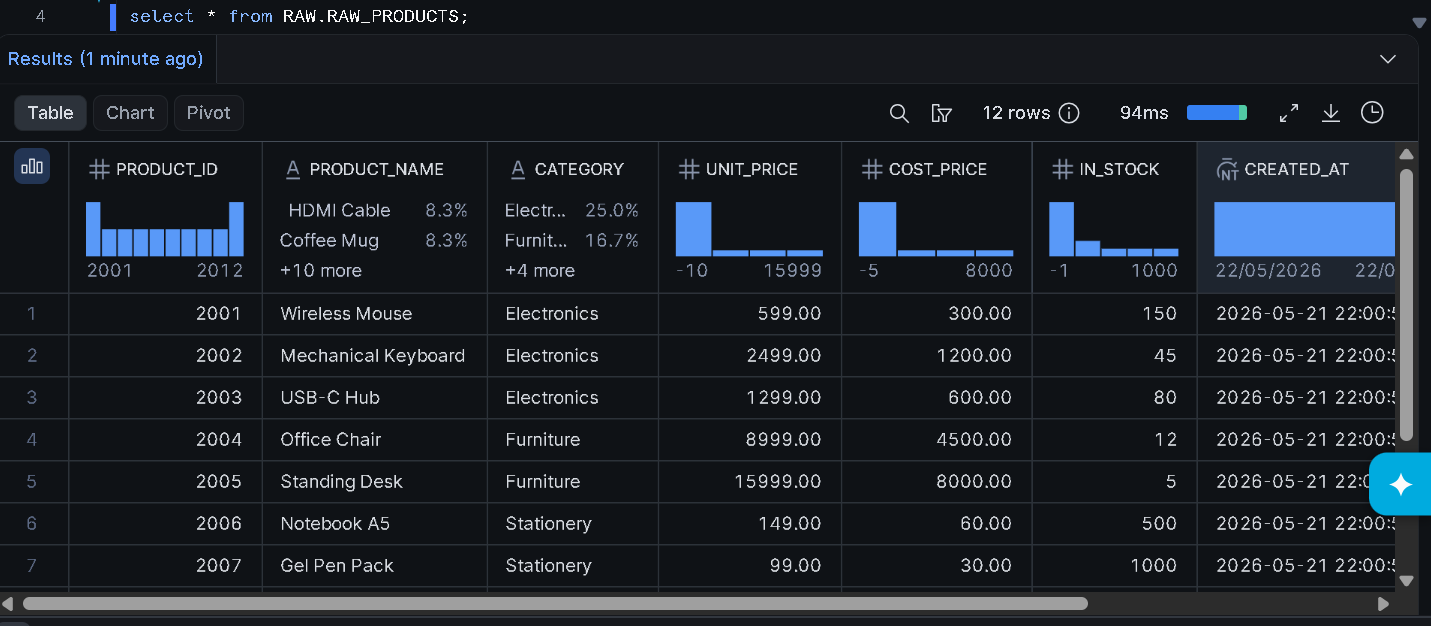 4 select * from RAW.RAW_PRODUCTS;
Results (1 minute ago)
Table Chart Pivot 12 rows 94ms
PRODUCT_ID A PRODUCT_NAME A CATEGORY UNIT_PRICE COST_PRICE IN_STOCK NT CREATED_AT
HDMI Cable 8.3% Electr... 25.0%
Coffee Mug 8.3% Furnit... 16.7%
2001 2012 +10 more +4 more -10 15999 -5 8000 -1 1000 22/05/2026 22/0
1 2001 Wireless Mouse Electronics 599.00 300.00 150 2026-05-21 22:00:5
2 2002 Mechanical Keyboard Electronics 2499.00 1200.00 45 2026-05-21 22:00:5
3 2003 USB-C Hub Electronics 1299.00 600.00 80 2026-05-21 22:00:5
4 2004 Office Chair Furniture 8999.00 4500.00 12 2026-05-21 22:00:5
5 2005 Standing Desk Furniture 15999.00 8000.00 5 2026-05-21 22:0
6 2006 Notebook A5 Stationery 149.00 60.00 500 2026-05-21 22:00:5
7 2007 Gel Pen Pack Stationery 99.00 30.00 1000 2026-05-21 22:00:5